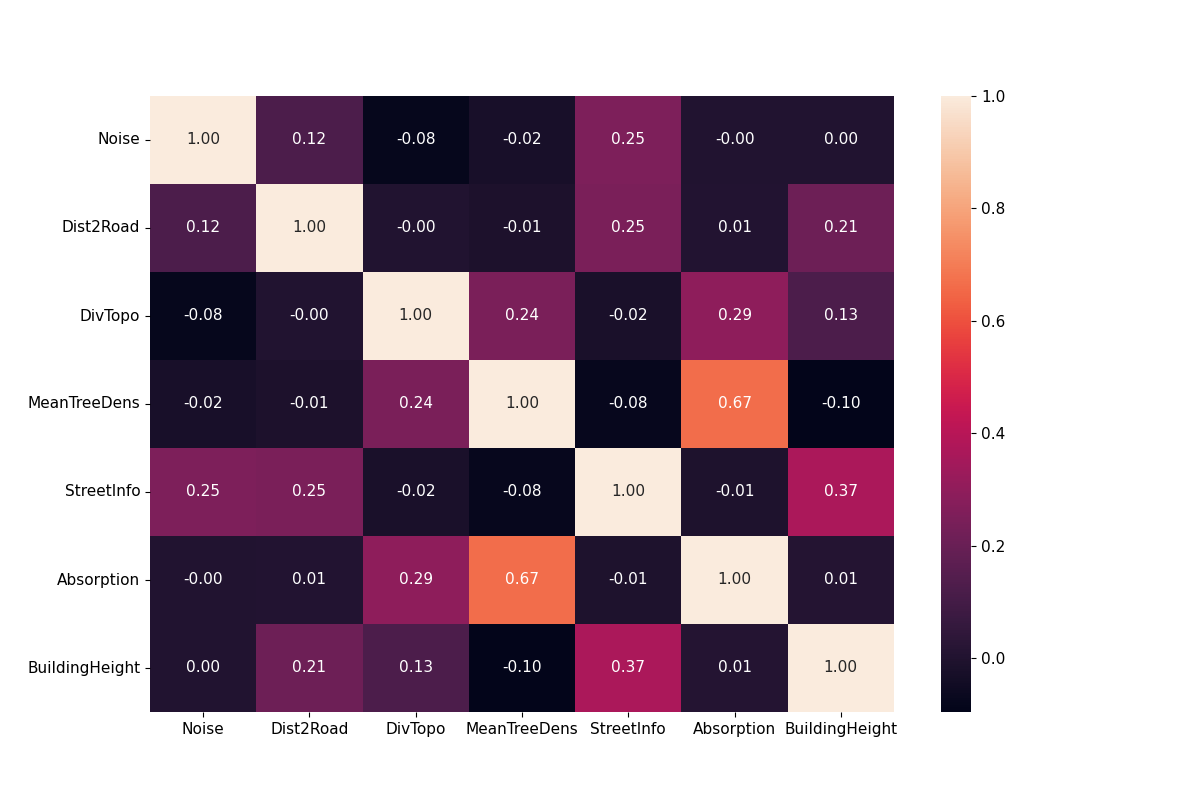 1.0
Noise 1.00 0.12 -0.08 -0.02 0.25 -0.00 0.00
0.8
Dist2Road 0.12 1.00 -0.00 -0.01 0.25 0.01 0.21
DivTopo -0.08 -0.00 1.00 0.24 -0.02 0.29 0.13
0.6
MeanTreeDens -0.02 -0.01 0.24 1.00 -0.08 0.67 -0.10
0.4
StreetInfo 0.25 0.25 -0.02 -0.08 1.00 -0.01 0.37
0.2
Absorption -0.00 0.01 0.29 0.67 -0.01 1.00 0.01
0.0
BuildingHeight 0.00 0.21 0.13 -0.10 0.37 0.01 1.00
Noise Dist2Road DivTopo MeanTreeDens StreetInfo Absorption BuildingHeight